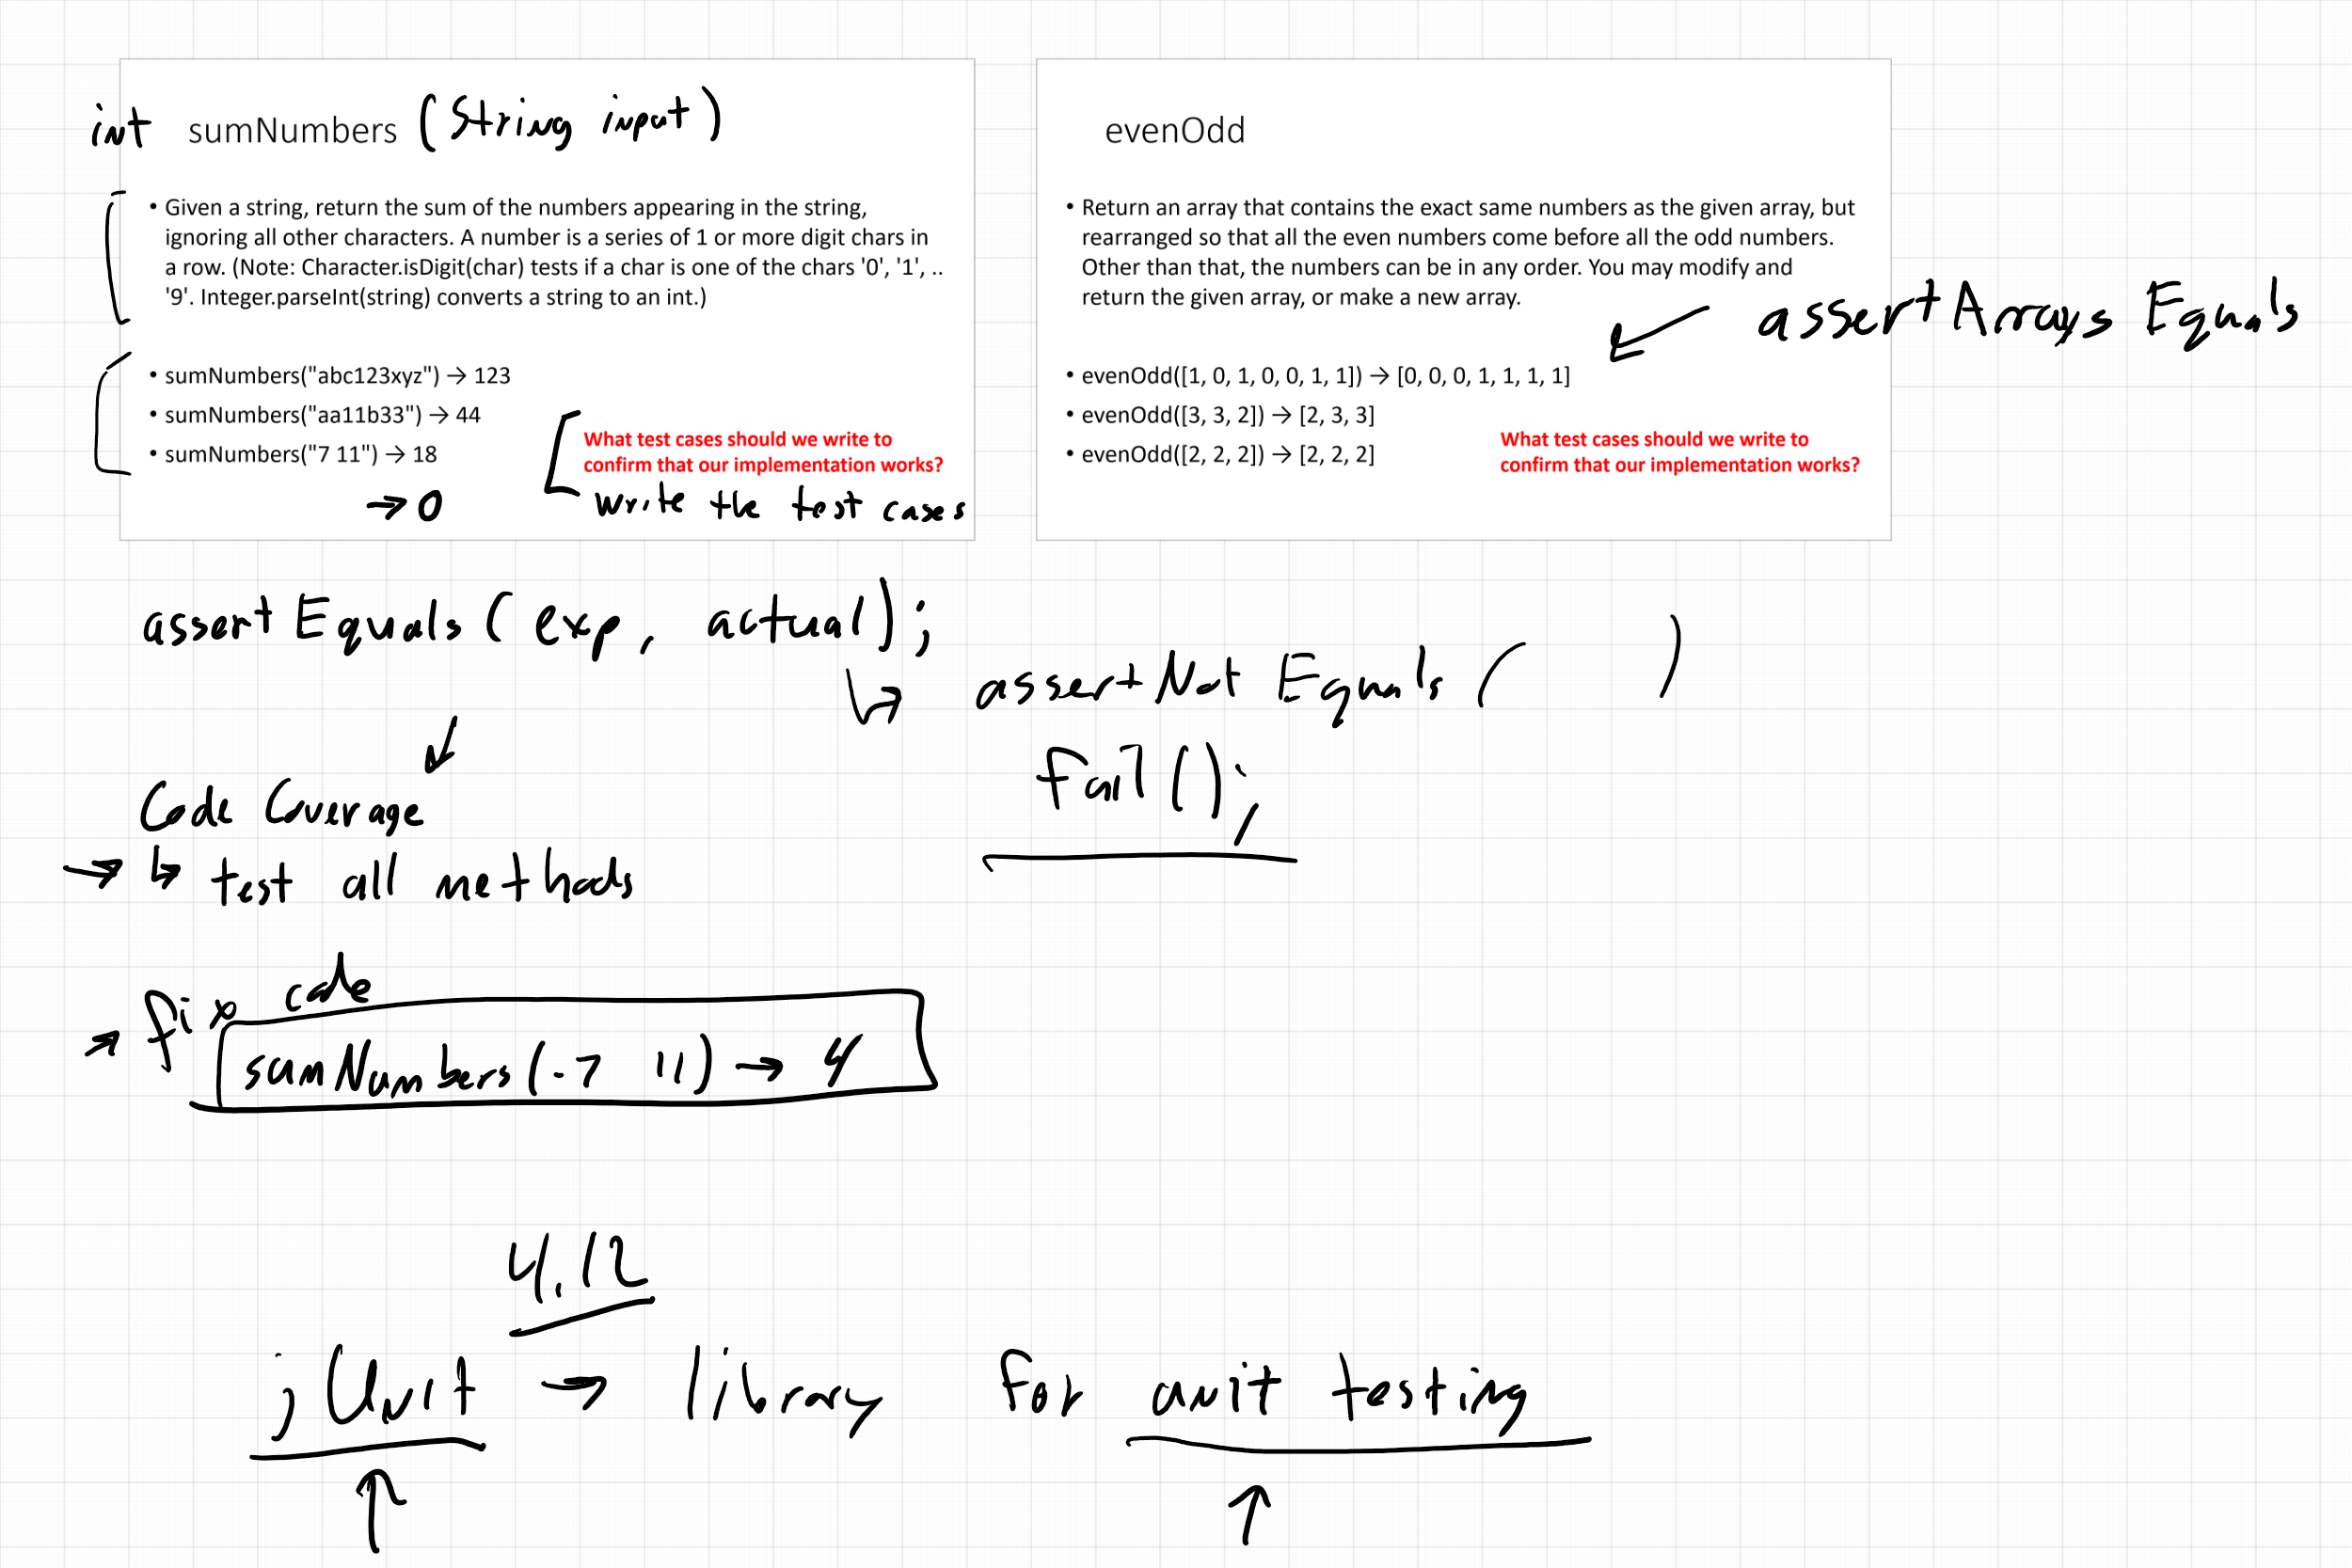 int sumNumbers (String input)
• Given a string, return the sum of the numbers appearing in the string,
ignoring all other characters. A number is a series of 1 or more digit chars in
a row. (Note: Character.isDigit(char) tests if a char is one of the chars '0', '1', ..
'9'. Integer.parseInt(string) converts a string to an int.)
• sumNumbers("abc123xyz") → 123
• sumNumbers("aa11b33") → 44
• sumNumbers("7 11") → 18
→ 0
What test cases should we write to
confirm that our implementation works?
write the test cases
evenOdd
• Return an array that contains the exact same numbers as the given array, but
rearranged so that all the even numbers come before all the odd numbers.
Other than that, the numbers can be in any order. You may modify and
return the given array, or make a new array.
assertArrays Equals
• evenOdd([1, 0, 1, 0, 0, 1, 1]) → [0, 0, 0, 1, 1, 1, 1]
• evenOdd([3, 3, 2]) → [2, 3, 3]
• evenOdd([2, 2, 2]) → [2, 2, 2]
What test cases should we write to
confirm that our implementation works?
assertEquals(exp, actual);
↳ assertNotEquals( )
fail();
Code Coverage
→ ↳ test all methods
→ fix code
sumNumbers(-7 11) → 4
4.12
jUnit → library for unit testing